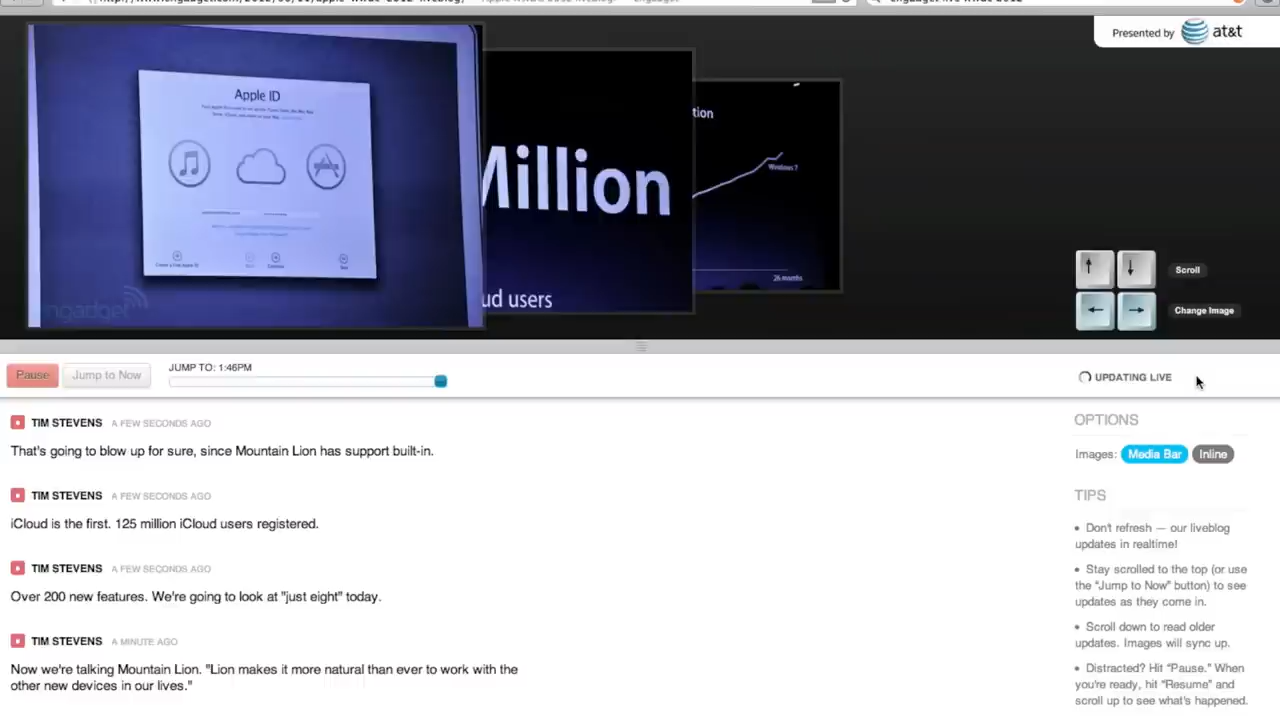 Presented by at&t
Apple ID
Million
ud users
tion
Windows 7
26 months
engadget
Scroll
Change Image
Pause
Jump to Now
JUMP TO: 1:46PM
UPDATING LIVE
TIM STEVENS A FEW SECONDS AGO
That's going to blow up for sure, since Mountain Lion has support built-in.
TIM STEVENS A FEW SECONDS AGO
iCloud is the first. 125 million iCloud users registered.
TIM STEVENS A FEW SECONDS AGO
Over 200 new features. We're going to look at "just eight" today.
TIM STEVENS A MINUTE AGO
Now we're talking Mountain Lion. "Lion makes it more natural than ever to work with the
other new devices in our lives."
OPTIONS
Images: Media Bar Inline
TIPS
• Don't refresh — our liveblog
updates in realtime!
• Stay scrolled to the top (or use
the "Jump to Now" button) to see
updates as they come in.
• Scroll down to read older
updates. Images will sync up.
• Distracted? Hit "Pause." When
you're ready, hit "Resume" and
scroll up to see what's happened.